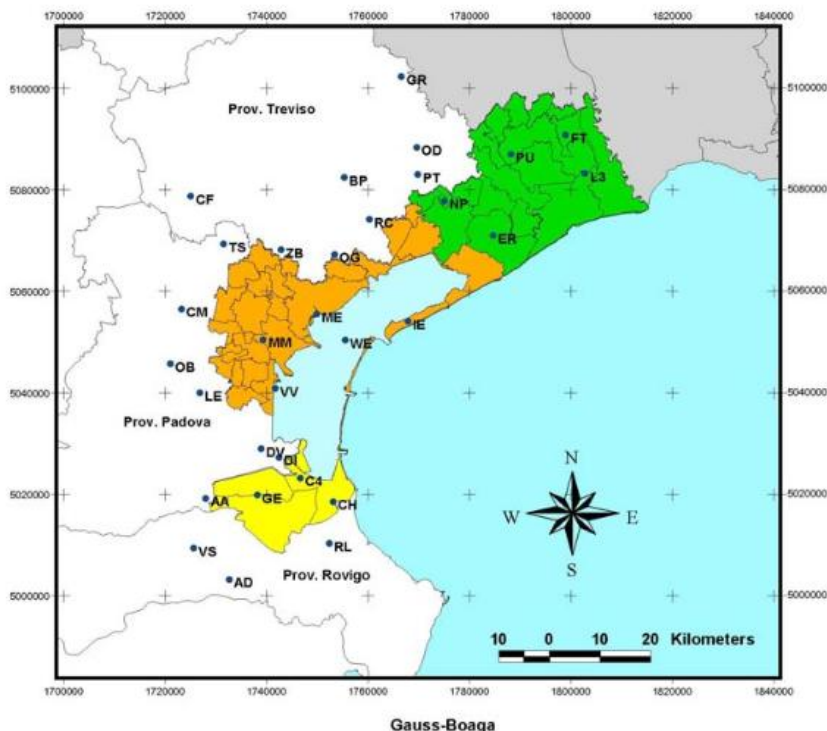 1700000 1720000 1740000 1760000 1780000 1800000 1820000 1840000
GR
5100000 5100000
Prov. Treviso
FT
OD
PU
BP PT L3
5080000 5080000
CF NP
RC
ER
TS ZB OG
5060000 5060000
CM ME IE
MM WE
OB
5040000 LE VV 5040000
Prov. Padova
DV
DI N
C4
5020000 AA GE CH 5020000
W E
VS RL
Prov. Rovigo S
AD
5000000 5000000
10 0 10 20 Kilometers
1700000 1720000 1740000 1760000 1780000 1800000 1820000 1840000
Gauss-Boaga